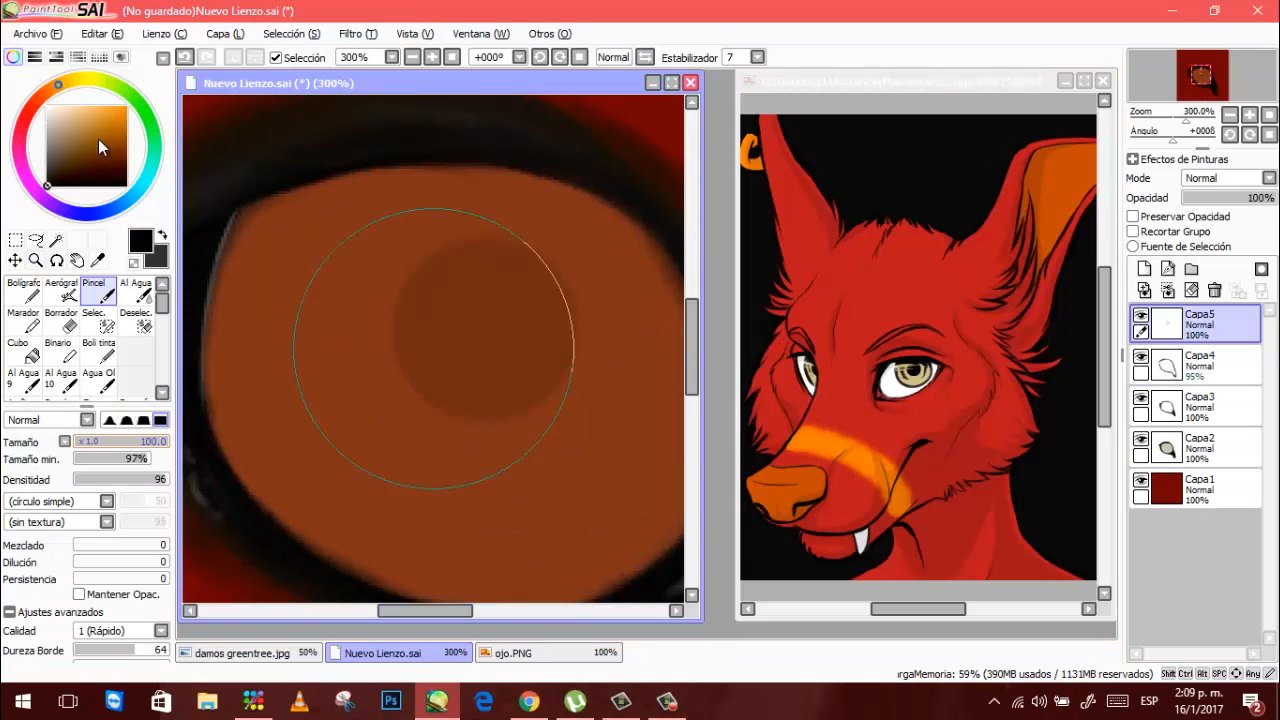 PaintTool SAI (No guardado)Nuevo Lienzo.sai (*)
Archivo (F) Editar (E) Lienzo (C) Capa (L) Selección (S) Filtro (T) Vista (V) Ventana (W) Otros (O)
Selección 300% +000º Normal Estabilizador 7
Nuevo Lienzo.sai (*) (300%)
Zoom 300.0%
Ángulo +000ß
Efectos de Pinturas
Mode Normal
Opacidad 100%
Preservar Opacidad
Recortar Grupo
Fuente de Selección
Bolígrafc Aerógraf Pincel Al Agua
Marador Borrador Selec. Deselec.
Cubo Binario Boli tinta
Al Agua 9 Al Agua 10 Agua Ol
Normal
Tamaño x 1.0 100.0
Tamaño min. 97%
Densitidad 96
(círculo simple) 50
(sin textura) 95
Mezclado 0
Dilución 0
Persistencia 0
Mantener Opac.
Ajustes avanzados
Calidad 1 (Rápido)
Dureza Borde 64
Capa5
Normal
100%
Capa4
Normal
95%
Capa3
Normal
100%
Capa2
Normal
100%
Capa1
Normal
100%
damos greentree.jpg 50% Nuevo Lienzo.sai 300% ojo.PNG 100%
rgaMemoria: 59% (390MB usados / 1131MB reservados) Shift Ctrl Alt SPC Any
Ps ESP 2:09 p. m.
16/1/2017 2